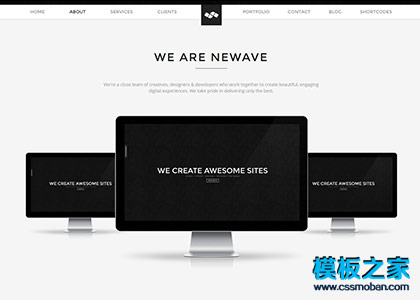 HOME ABOUT SERVICES CLIENTS PORTFOLIO CONTACT BLOG SHORTCODES
WE ARE NEWAVE
We're a close team of creatives, designers & developers who work together to create beautiful, engaging
digital experiences. We take pride in delivering only the best.
WE CREATE AWESOME SITES
WE CREATE AWESOME SITES
WE CREATE AWESOME SITES
模板之家
www.cssmoban.com